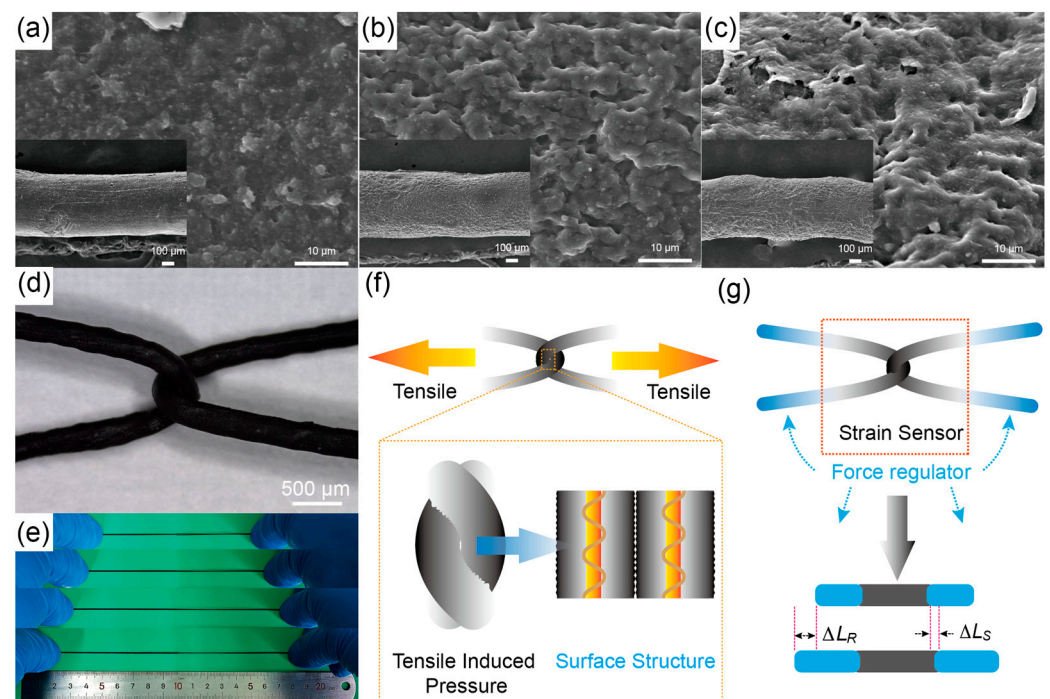 (a)
(b)
(c)
100 μm
10 μm
100 μm
10 μm
100 μm
10 μm
(d)
500 μm
(e)
(f)
Tensile
Tensile
Tensile Induced
Pressure
Surface Structure
(g)
Strain Sensor
Force regulator
ΔL_R
ΔL_S